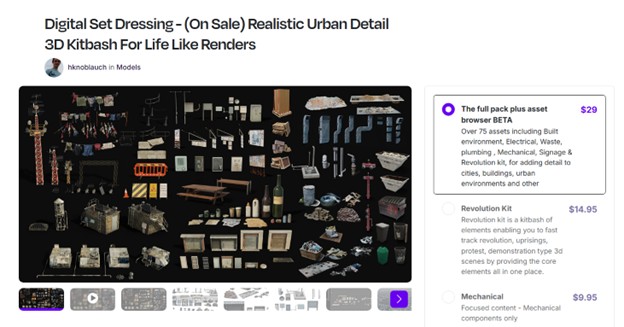 Digital Set Dressing - (On Sale) Realistic Urban Detail
3D Kitbash For Life Like Renders
hknoblauch in Models
The full pack plus asset
browser BETA
$29
Over 75 assets including Built
environment, Electrical, Waste,
plumbing , Mechanical, Signage &
Revolution kit, for adding detail to
cities, buildings, urban
environments and other
Revolution Kit
$14.95
Revolution kit is a kitbash of
elements enabling you to fast
track revolution, uprisings,
protest, demonstration type 3d
scenes by providing the core
elements all in one place.
Mechanical
$9.95
Focused content - Mechanical
components only